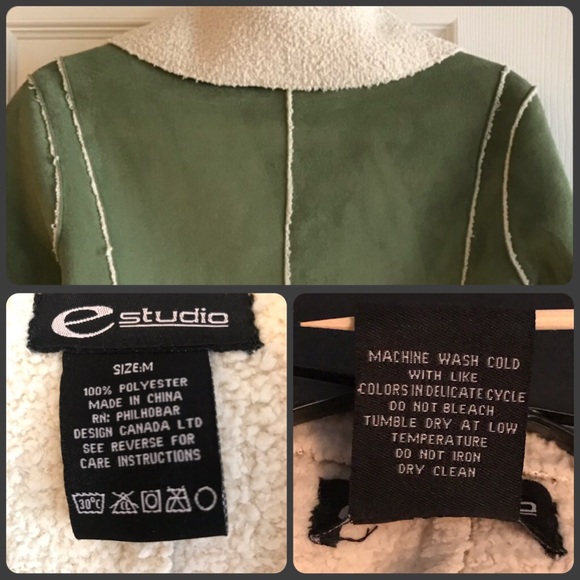 e studio
SIZE:M
100% POLYESTER
MADE IN CHINA
RN: PHILHOBAR
DESIGN CANADA LTD
SEE REVERSE FOR
CARE INSTRUCTIONS
30°C CL
MACHINE WASH COLD
WITH LIKE
COLORS IN DELICATE CYCLE
DO NOT BLEACH
TUMBLE DRY AT LOW
TEMPERATURE
DO NOT IRON
DRY CLEAN